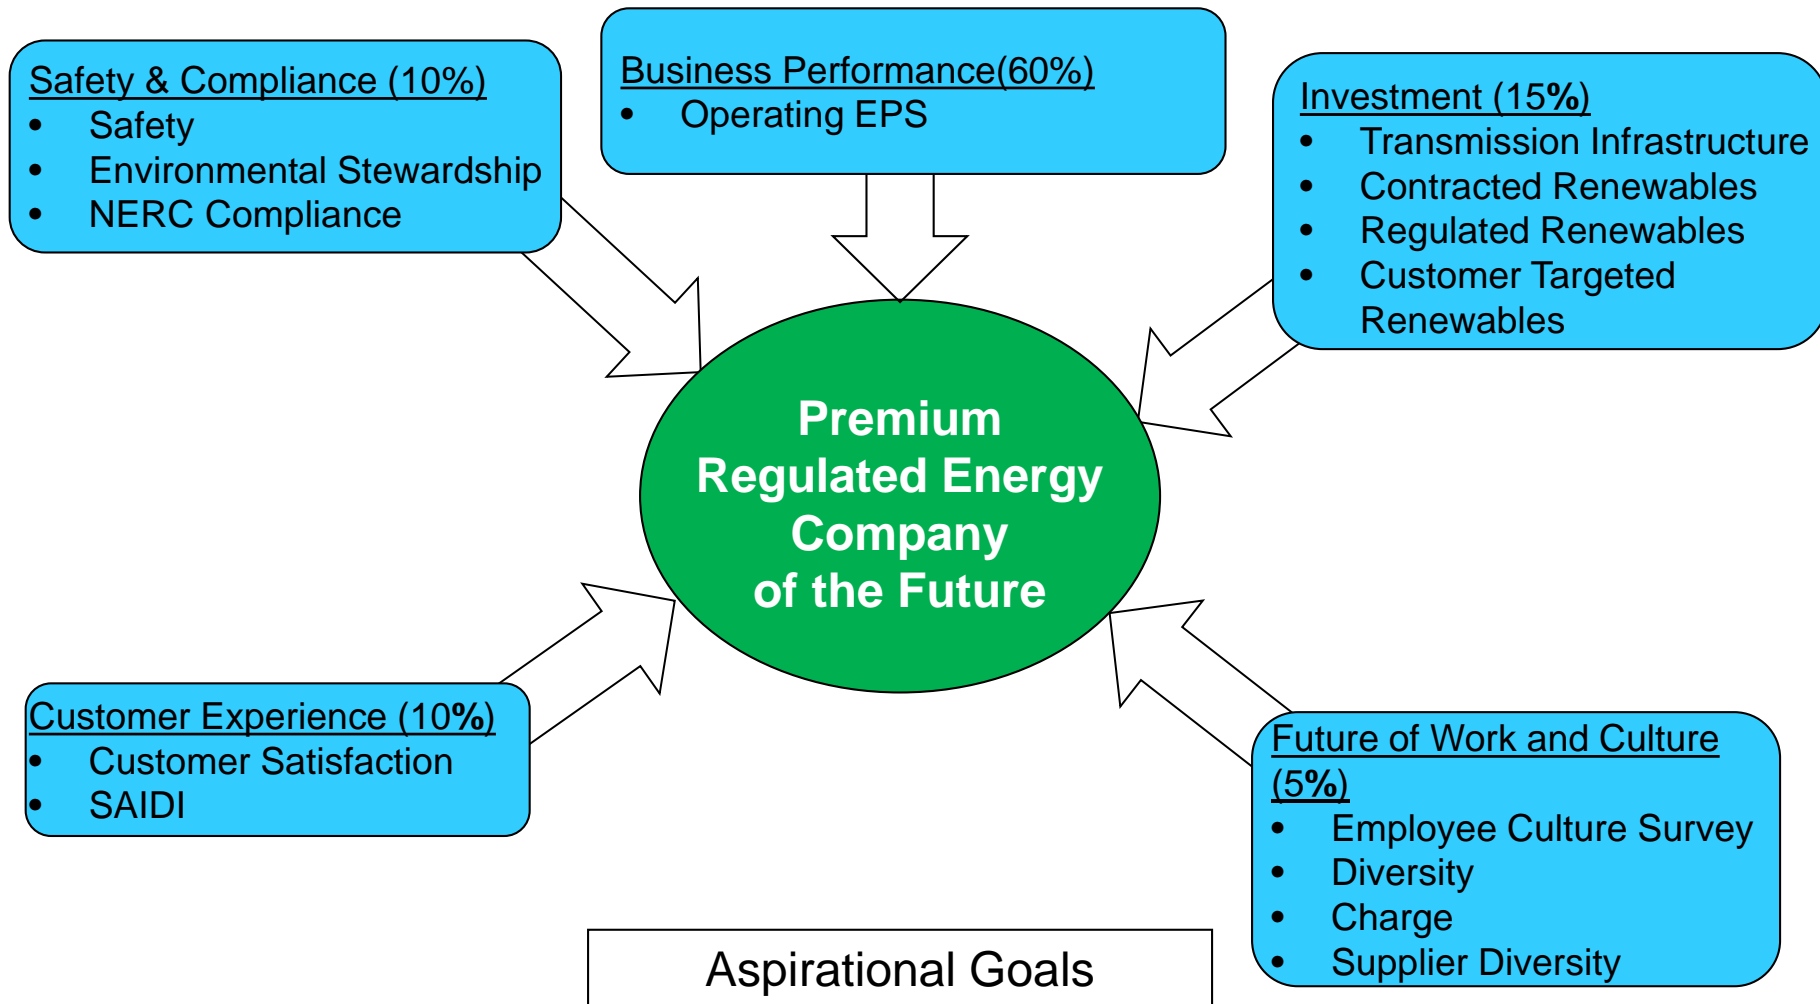 Safety & Compliance (10%)
• Safety
• Environmental Stewardship
• NERC Compliance
Business Performance(60%)
• Operating EPS
Investment (15%)
• Transmission Infrastructure
• Contracted Renewables
• Regulated Renewables
• Customer Targeted
Renewables
Premium
Regulated Energy
Company
of the Future
Customer Experience (10%)
• Customer Satisfaction
• SAIDI
Future of Work and Culture
(5%)
• Employee Culture Survey
• Diversity
• Charge
• Supplier Diversity
Aspirational Goals